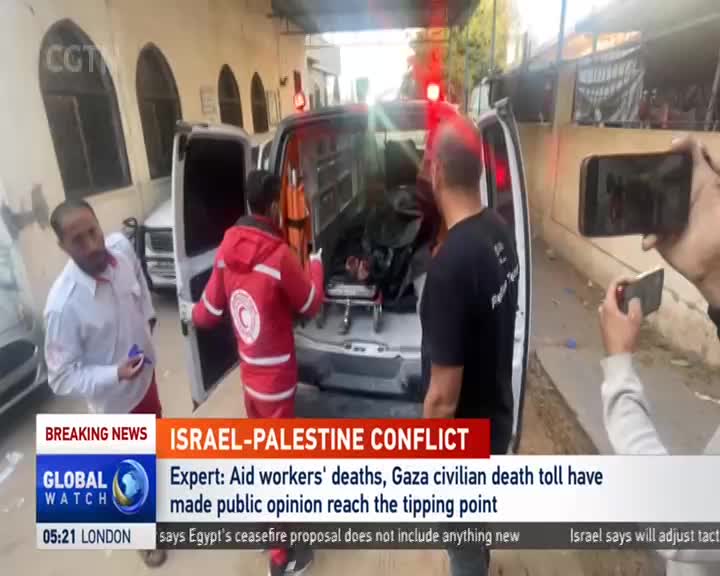 CGTN
BREAKING NEWS
ISRAEL-PALESTINE CONFLICT
GLOBAL
WATCH
Expert: Aid workers' deaths, Gaza civilian death toll have
made public opinion reach the tipping point
05:21 LONDON
says Egypt's ceasefire proposal does not include anything new
Israel says will adjust tact